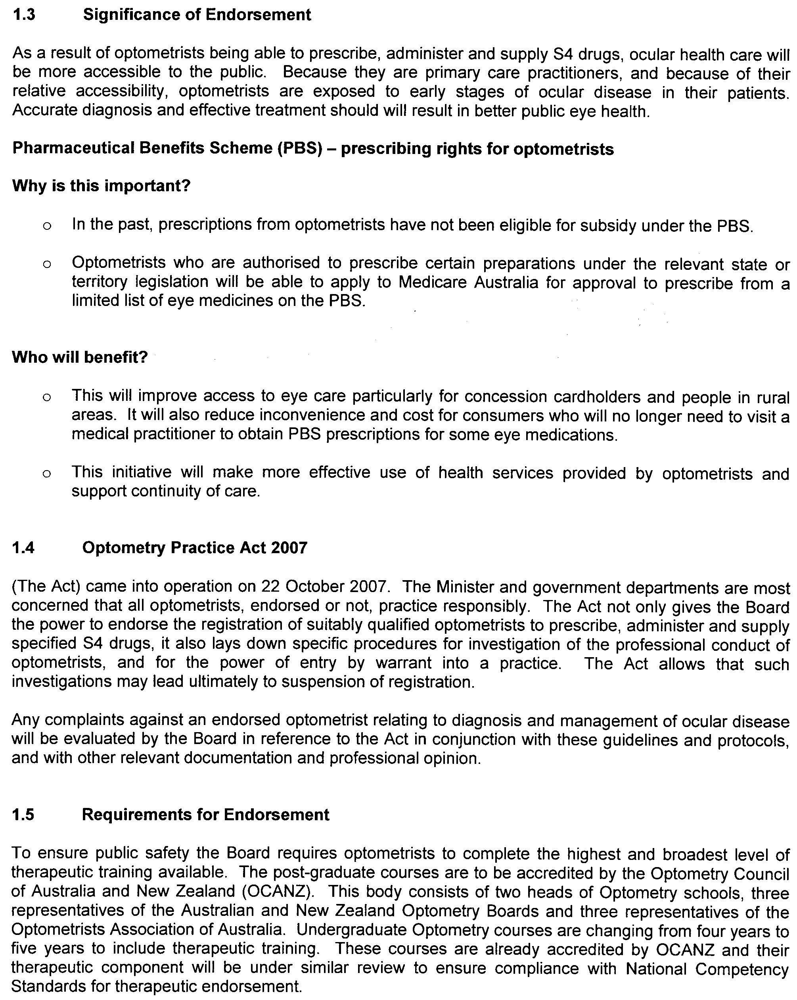 1.3 Significance of Endorsement
As a result of optometrists being able to prescribe, administer and supply S4 drugs, ocular health care will
be more accessible to the public. Because they are primary care practitioners, and because of their
relative accessibility, optometrists are exposed to early stages of ocular disease in their patients.
Accurate diagnosis and effective treatment should will result in better public eye health.
Pharmaceutical Benefits Scheme (PBS) – prescribing rights for optometrists
Why is this important?
o In the past, prescriptions from optometrists have not been eligible for subsidy under the PBS.
o Optometrists who are authorised to prescribe certain preparations under the relevant state or
territory legislation will be able to apply to Medicare Australia for approval to prescribe from a
limited list of eye medicines on the PBS.
Who will benefit?
o This will improve access to eye care particularly for concession cardholders and people in rural
areas. It will also reduce inconvenience and cost for consumers who will no longer need to visit a
medical practitioner to obtain PBS prescriptions for some eye medications.
o This initiative will make more effective use of health services provided by optometrists and
support continuity of care.
1.4 Optometry Practice Act 2007
(The Act) came into operation on 22 October 2007. The Minister and government departments are most
concerned that all optometrists, endorsed or not, practice responsibly. The Act not only gives the Board
the power to endorse the registration of suitably qualified optometrists to prescribe, administer and supply
specified S4 drugs, it also lays down specific procedures for investigation of the professional conduct of
optometrists, and for the power of entry by warrant into a practice. The Act allows that such
investigations may lead ultimately to suspension of registration.
Any complaints against an endorsed optometrist relating to diagnosis and management of ocular disease
will be evaluated by the Board in reference to the Act in conjunction with these guidelines and protocols,
and with other relevant documentation and professional opinion.
1.5 Requirements for Endorsement
To ensure public safety the Board requires optometrists to complete the highest and broadest level of
therapeutic training available. The post-graduate courses are to be accredited by the Optometry Council
of Australia and New Zealand (OCANZ). This body consists of two heads of Optometry schools, three
representatives of the Australian and New Zealand Optometry Boards and three representatives of the
Optometrists Association of Australia. Undergraduate Optometry courses are changing from four years to
five years to include therapeutic training. These courses are already accredited by OCANZ and their
therapeutic component will be under similar review to ensure compliance with National Competency
Standards for therapeutic endorsement.